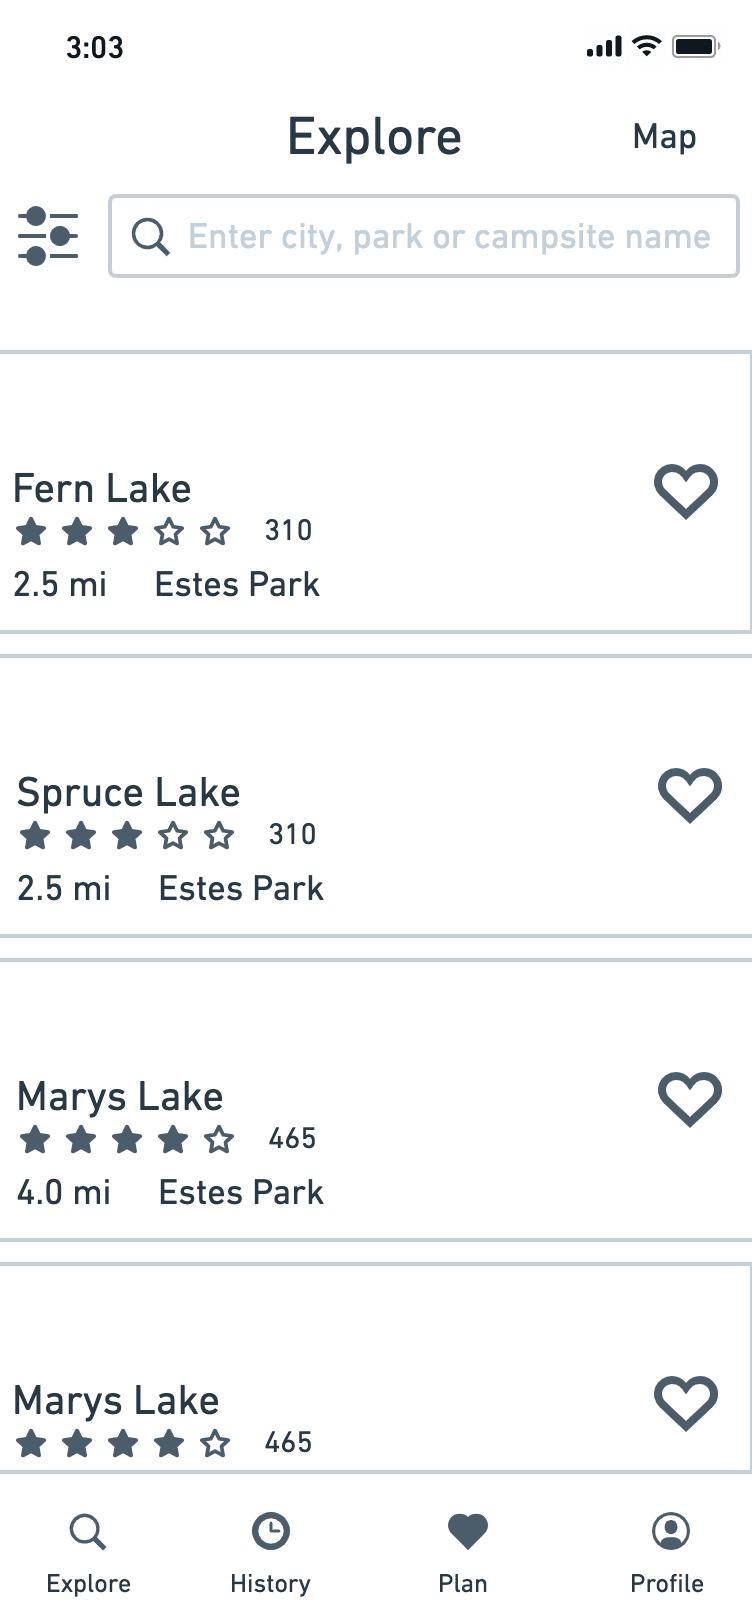 3:03
Explore
Map
Enter city, park or campsite name
Fern Lake
310
2.5 mi Estes Park
Spruce Lake
310
2.5 mi Estes Park
Marys Lake
465
4.0 mi Estes Park
Marys Lake
465
Explore History Plan Profile